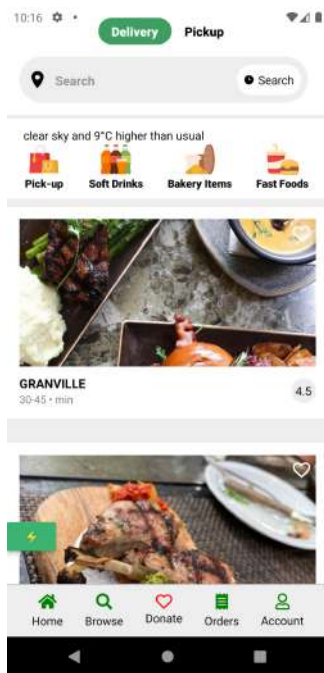 10:16
Delivery Pickup
Search Search
clear sky and 9°C higher than usual
Pick-up Soft Drinks Bakery Items Fast Foods
GRANVILLE
30-45 • min
4.5
Home Browse Donate Orders Account